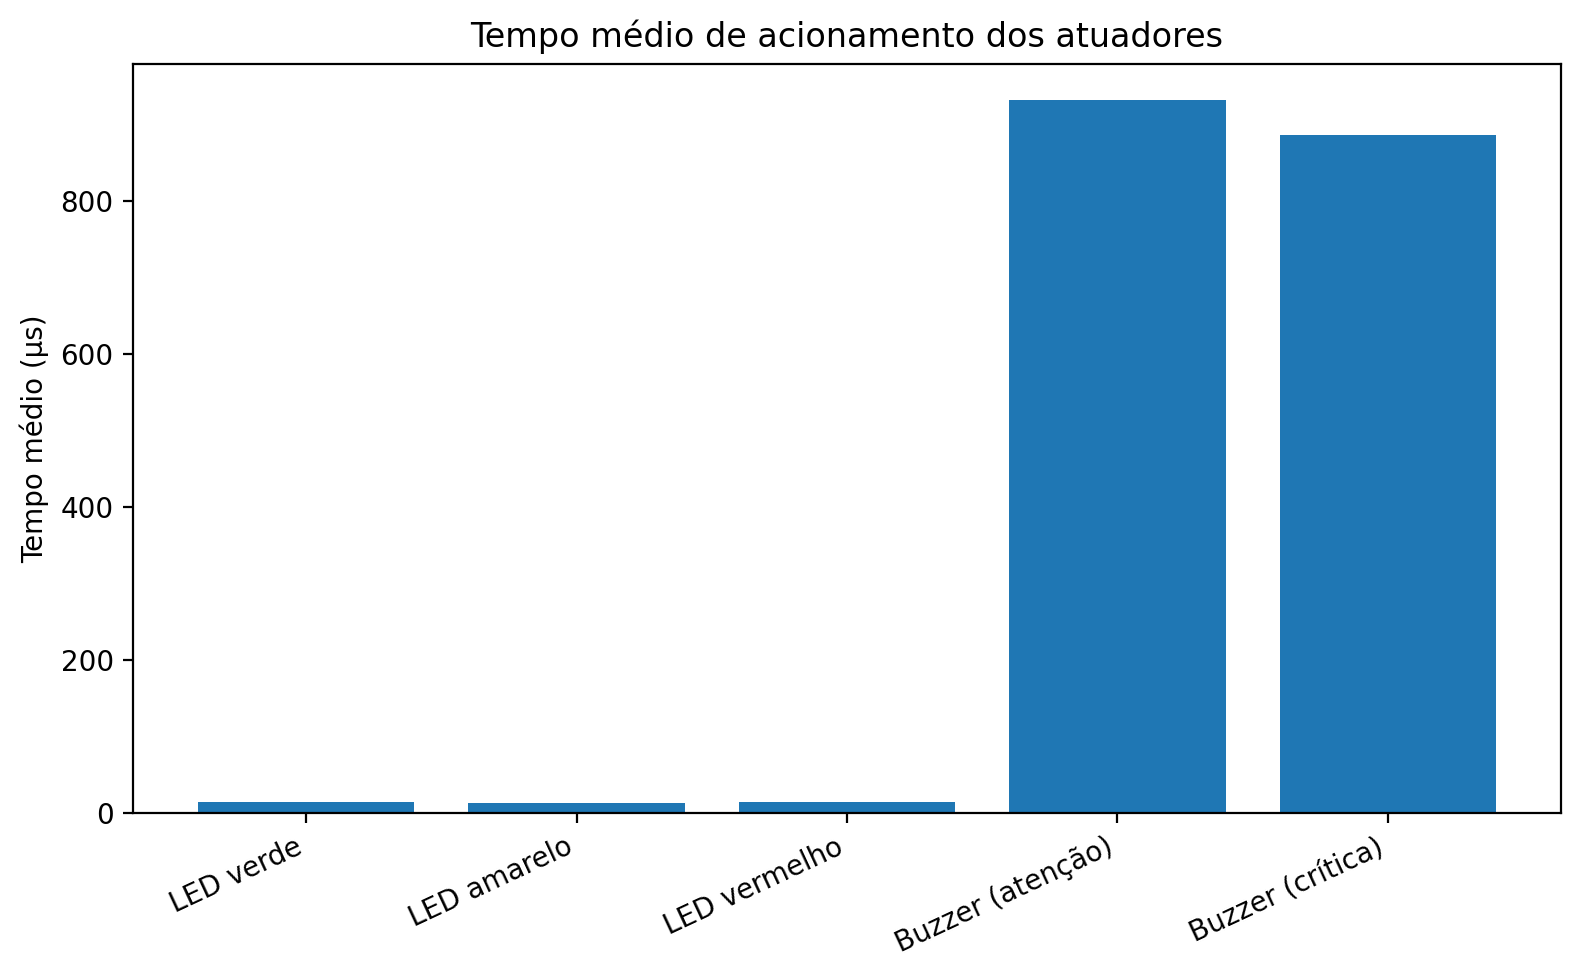 Tempo médio de acionamento dos atuadores
Tempo médio (µs)
800
600
400
200
0
LED verde
LED amarelo
LED vermelho
Buzzer (atenção)
Buzzer (crítica)